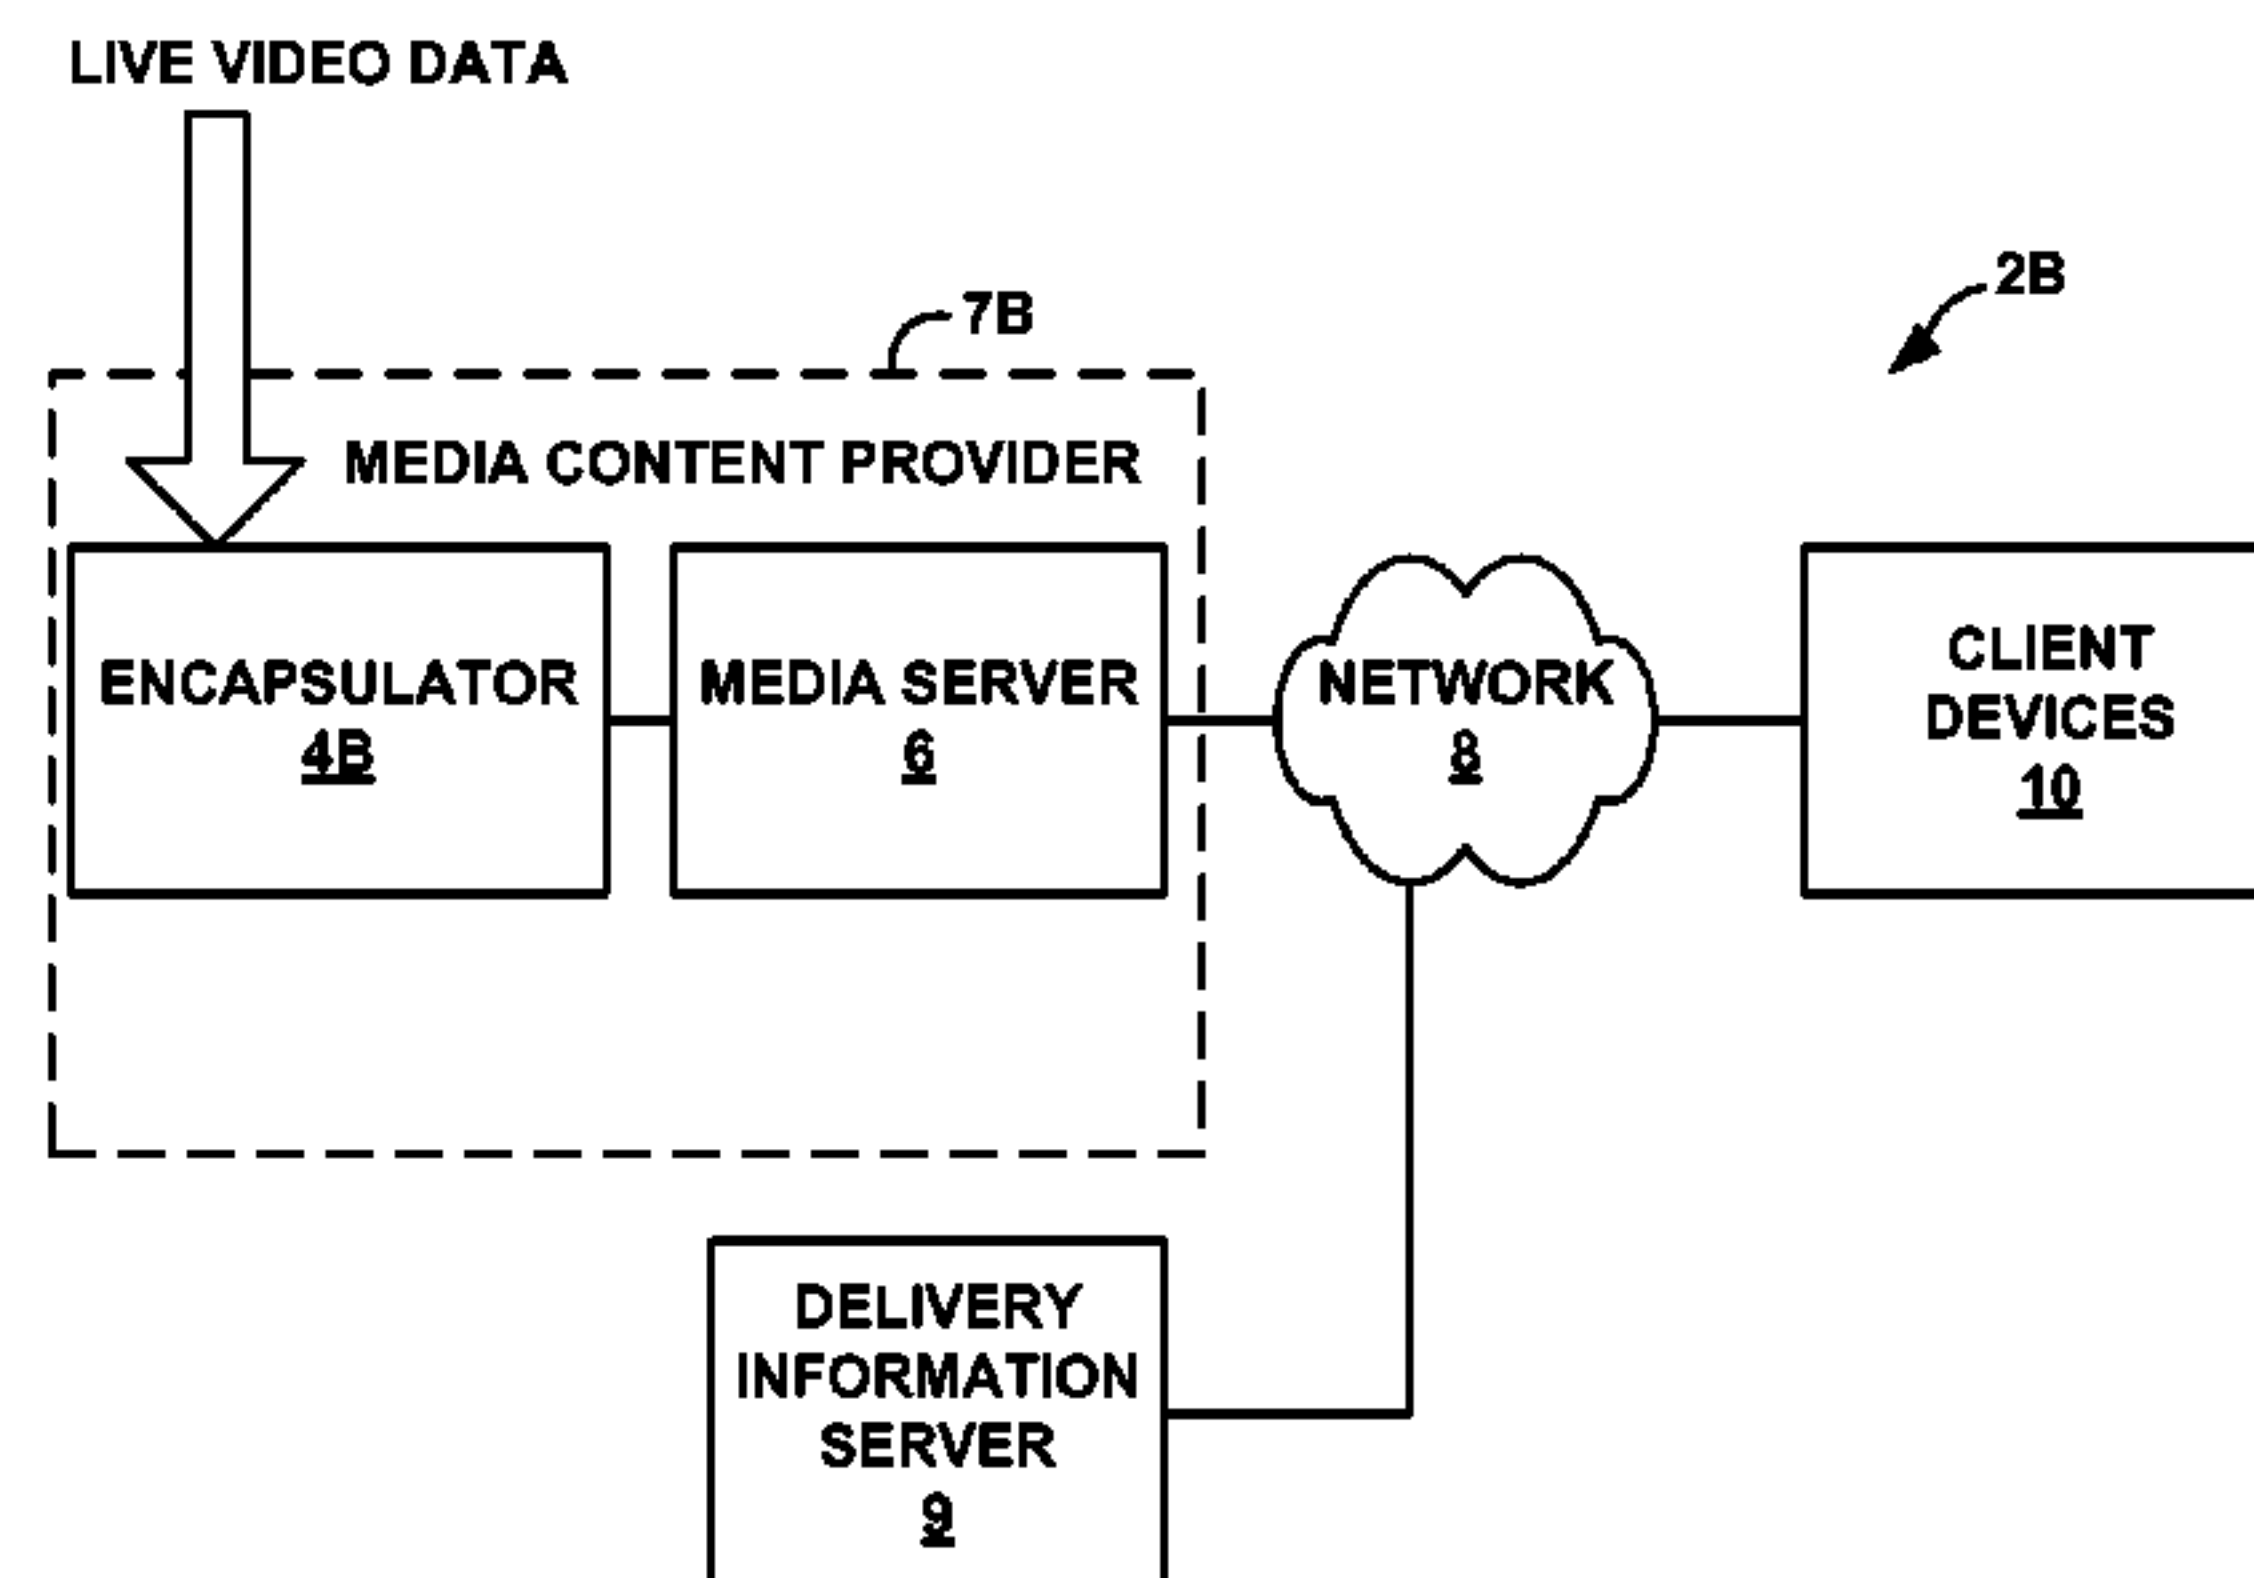 LIVE VIDEO DATA
2B
7B
MEDIA CONTENT PROVIDER
ENCAPSULATOR
4B
MEDIA SERVER
6
NETWORK
8
CLIENT
DEVICES
10
DELIVERY
INFORMATION
SERVER
9